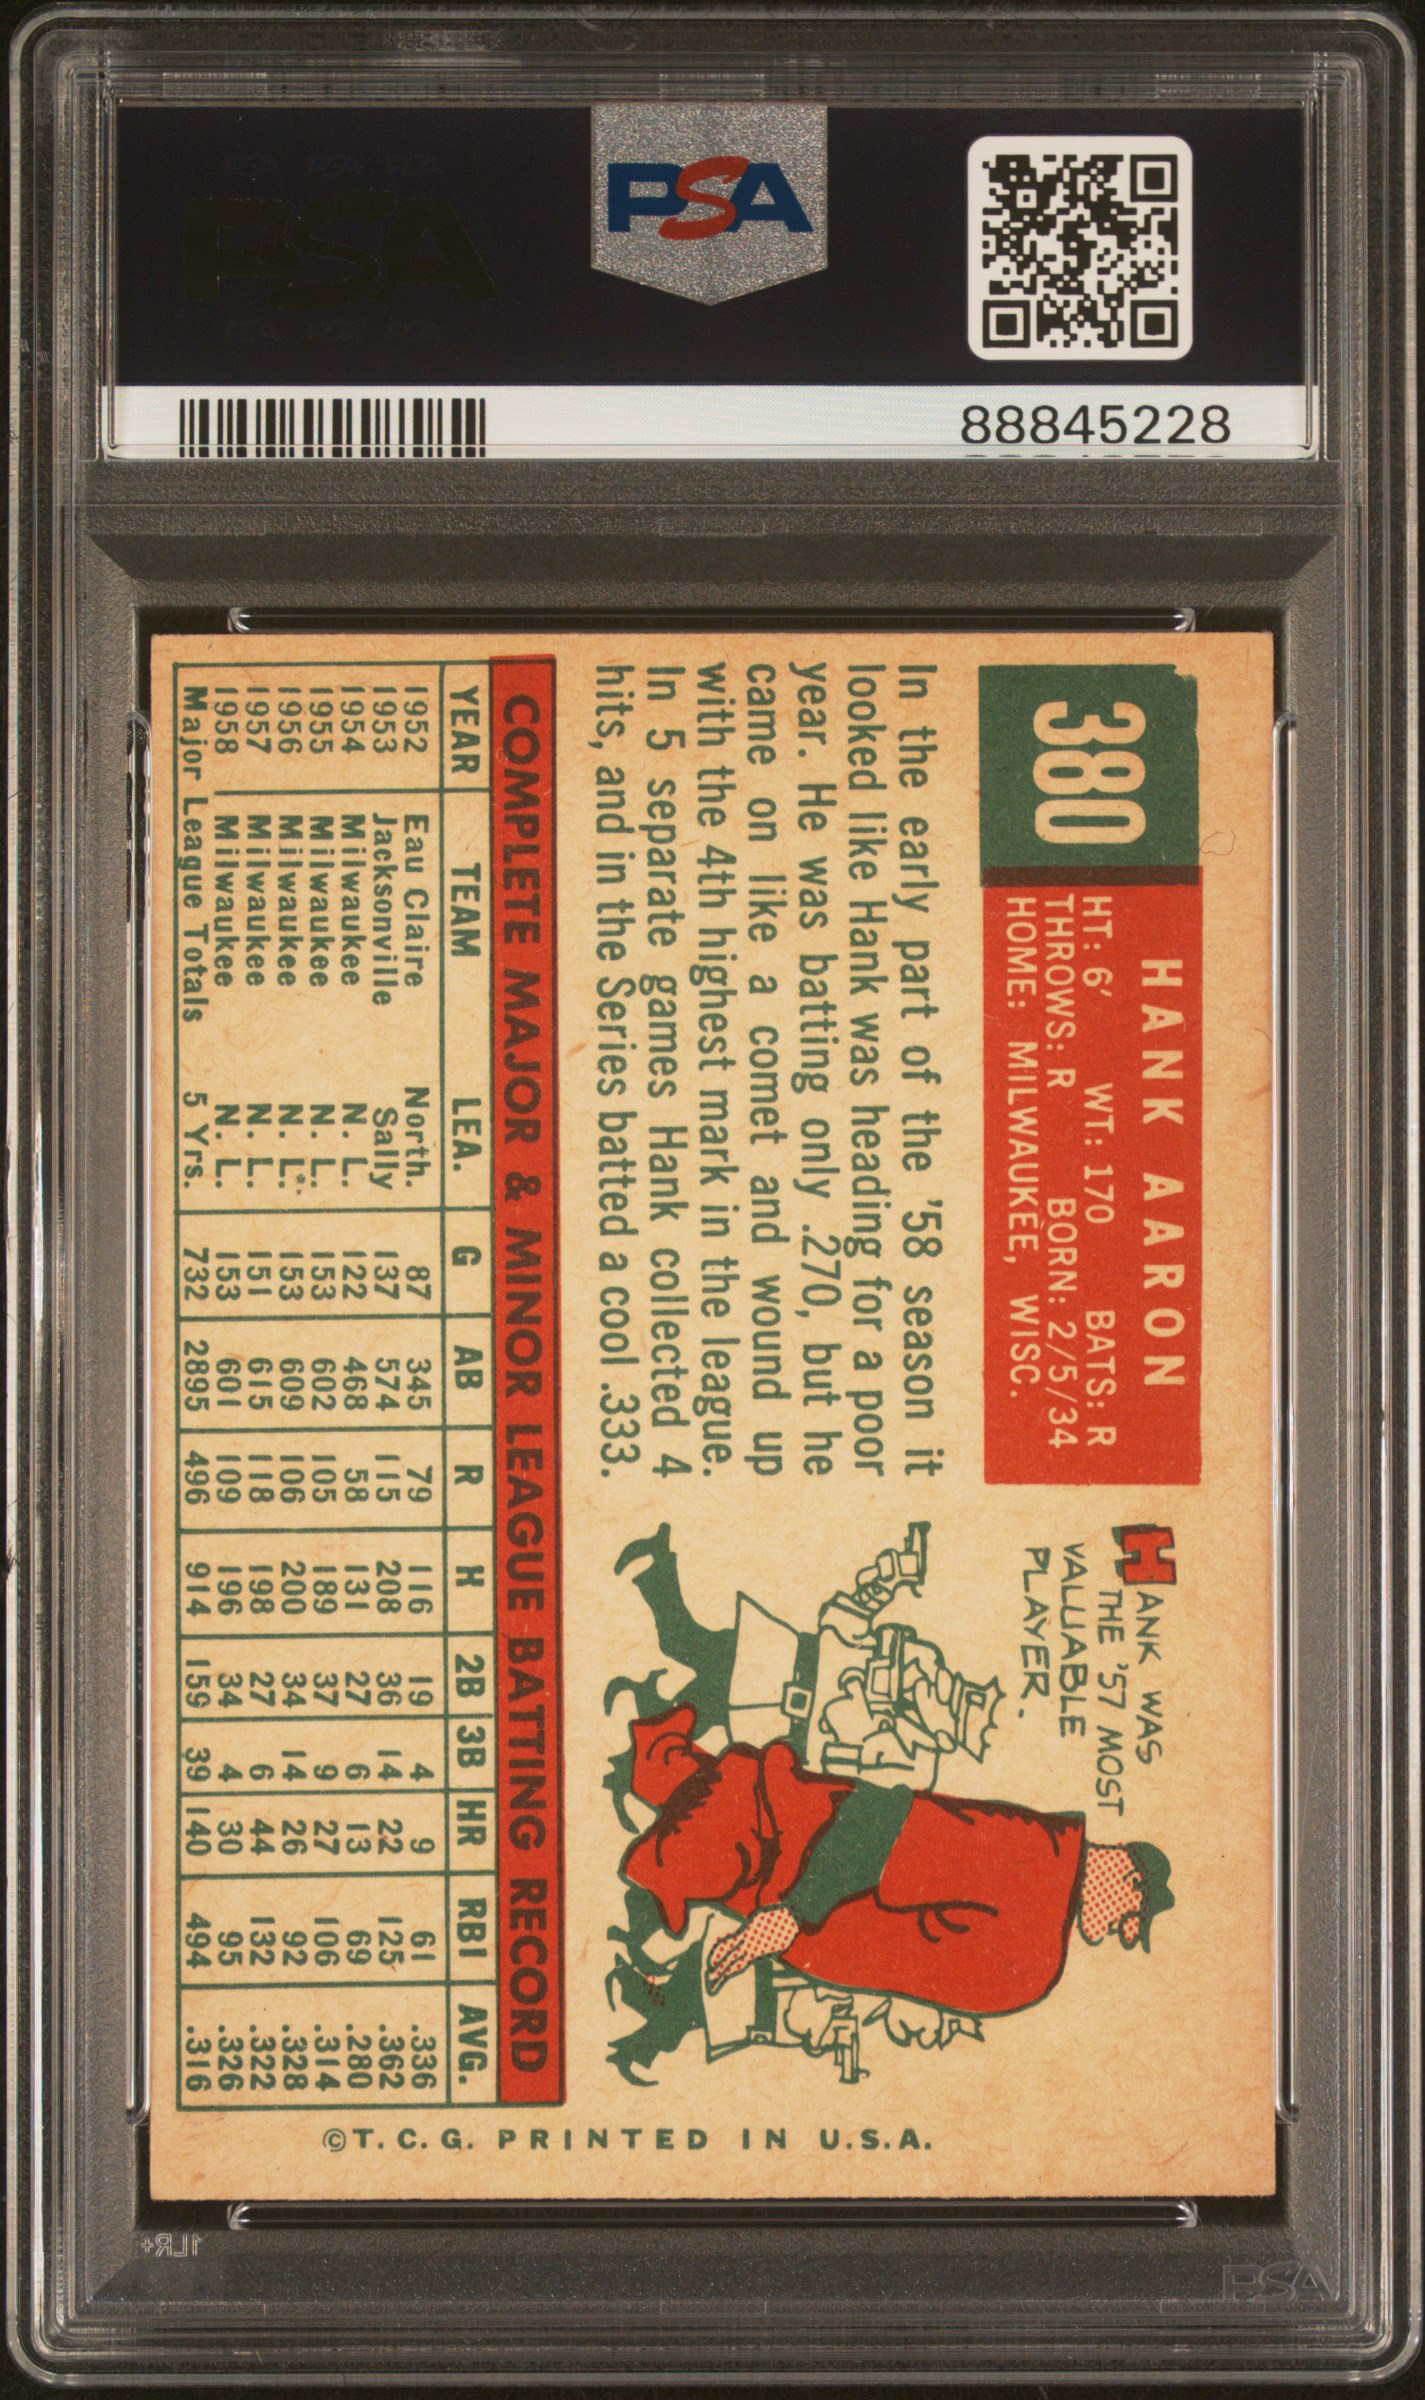 PSA
PSA
88845228
380
HANK AARON
HT: 6' WT: 170 BATS: R
THROWS: R BORN: 2/5/34
HOME: MILWAUKEE, WISC.
In the early part of the '58 season it
looked like Hank was heading for a poor
year. He was batting only .270, but he
came on like a comet and wound up
with the 4th highest mark in the league.
In 5 separate games Hank collected 4
hits, and in the Series batted a cool .333.
HANK WAS
THE '57 MOST
VALUABLE
PLAYER.
COMPLETE MAJOR & MINOR LEAGUE BATTING RECORD
YEAR TEAM LEA. G AB R H 2B 3B HR RBI AVG.
1952 Eau Claire North. 87 345 79 116 19 4 9 61 .336
1953 Jacksonville Sally 137 574 115 208 36 14 22 125 .362
1954 Milwaukee N. L. 122 468 58 131 27 6 13 69 .280
1955 Milwaukee N. L. 153 602 105 189 37 9 27 106 .314
1956 Milwaukee N. L. 153 609 106 200 34 14 26 92 .328
1957 Milwaukee N. L. 151 615 118 198 27 6 44 132 .322
1958 Milwaukee N. L. 153 601 109 196 34 4 30 95 .326
Major League Totals 5 Yrs. 732 2895 496 914 159 39 140 494 .316
©T. C. G. PRINTED IN U.S.A.
1LR+
PSA